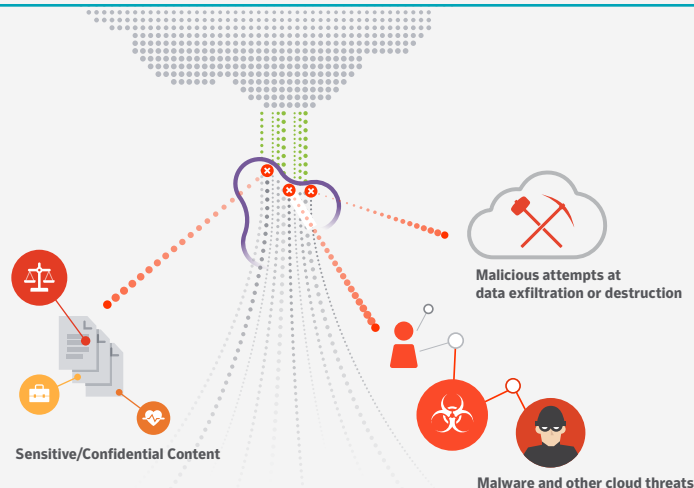 Malicious attempts at
data exfiltration or destruction
Sensitive/Confidential Content
Malware and other cloud threats